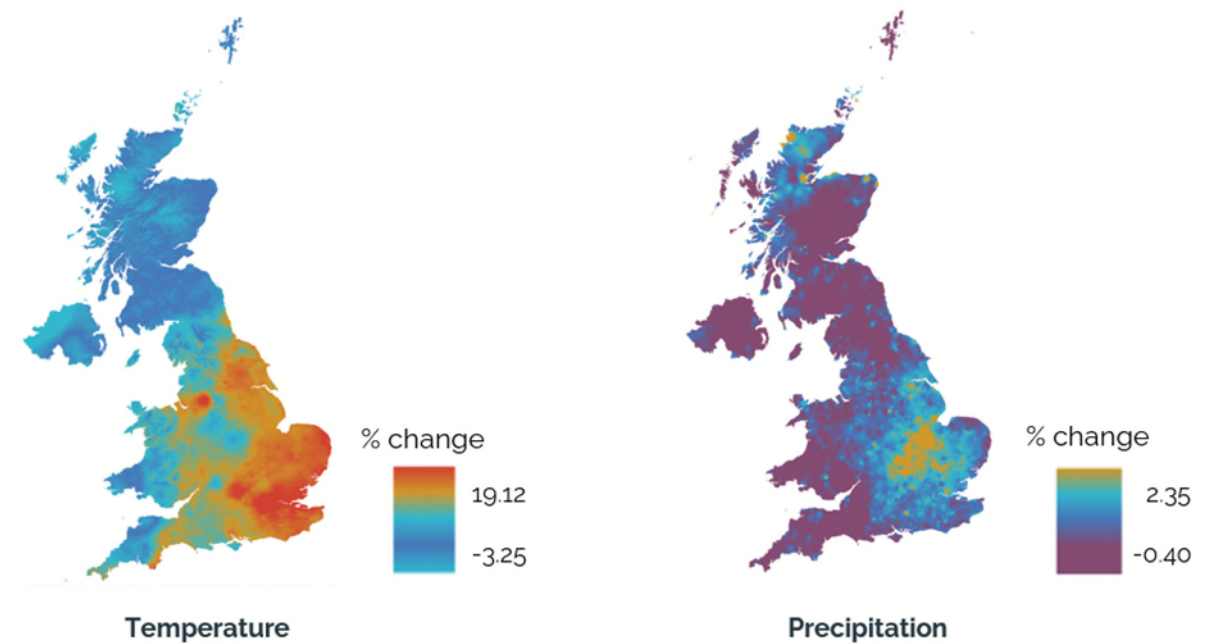 % change
19.12
-3.25
Temperature
% change
2.35
-0.40
Precipitation